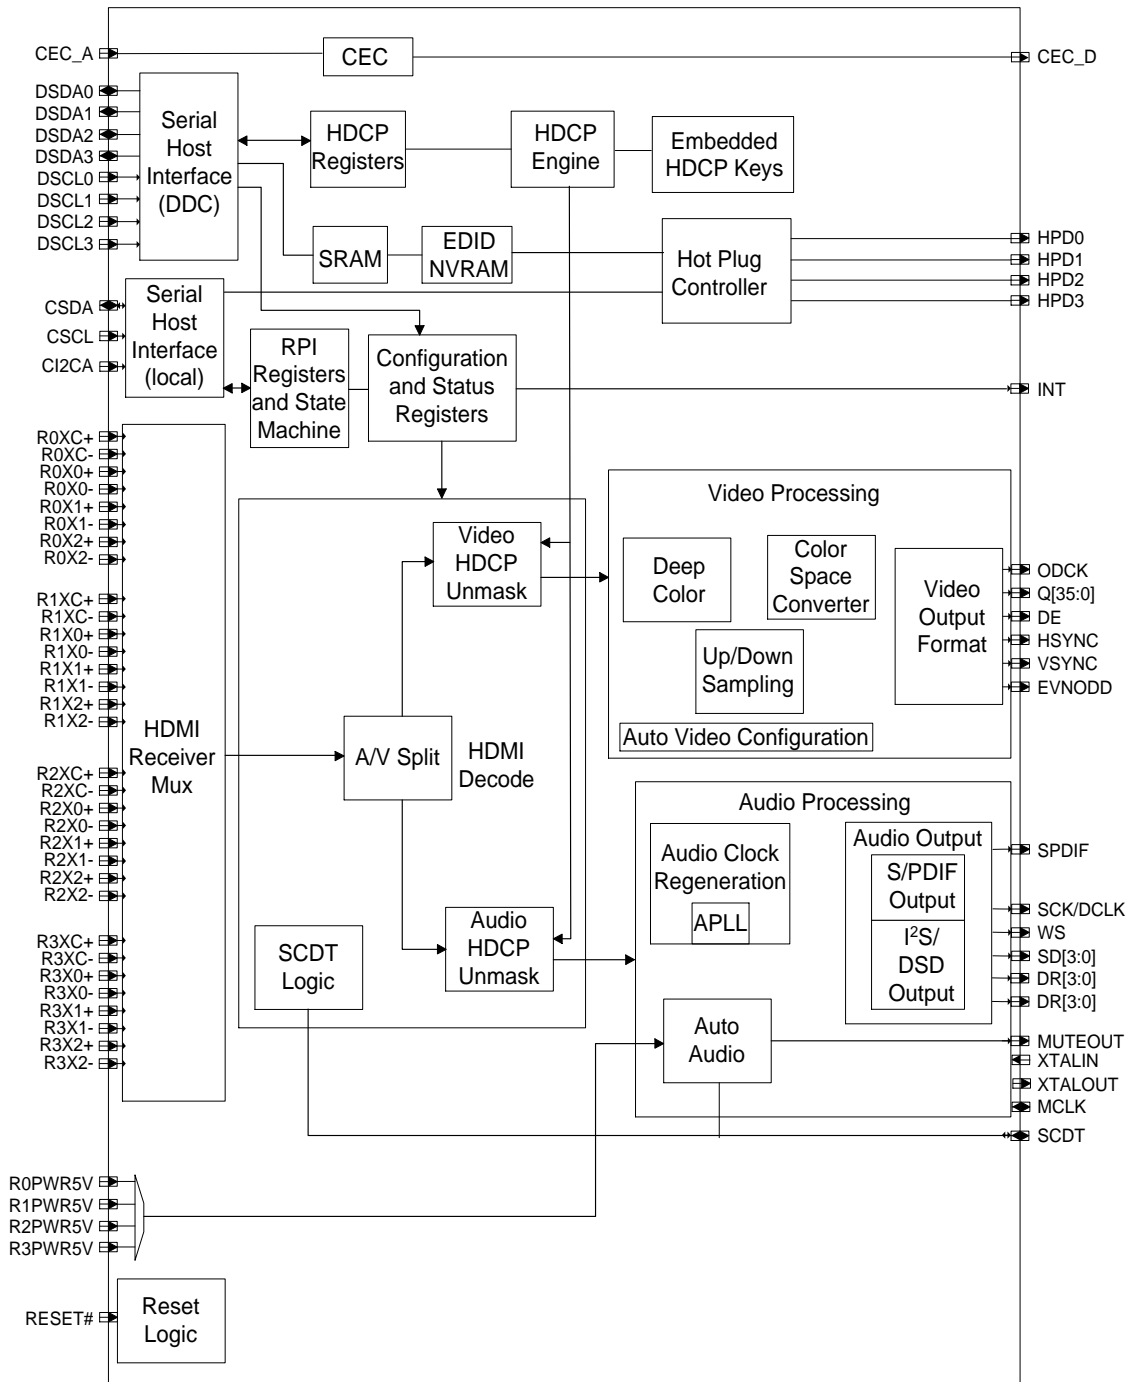 CEC_A
CEC
CEC_D
DSDA0
DSDA1
DSDA2
DSDA3
DSCL0
DSCL1
DSCL2
DSCL3
Serial
Host
Interface
(DDC)
HDCP
Registers
HDCP
Engine
Embedded
HDCP Keys
SRAM
EDID
NVRAM
Hot Plug
Controller
HPD0
HPD1
HPD2
HPD3
CSDA
CSCL
CI2CA
Serial
Host
Interface
(local)
RPI
Registers
and State
Machine
Configuration
and Status
Registers
INT
R0XC+
R0XC-
R0X0+
R0X0-
R0X1+
R0X1-
R0X2+
R0X2-
R1XC+
R1XC-
R1X0+
R1X0-
R1X1+
R1X1-
R1X2+
R1X2-
R2XC+
R2XC-
R2X0+
R2X0-
R2X1+
R2X1-
R2X2+
R2X2-
R3XC+
R3XC-
R3X0+
R3X0-
R3X1+
R3X1-
R3X2+
R3X2-
HDMI
Receiver
Mux
Video
HDCP
Unmask
A/V Split
HDMI
Decode
Audio
HDCP
Unmask
SCDT
Logic
Video Processing
Deep
Color
Color
Space
Converter
Up/Down
Sampling
Auto Video Configuration
Video
Output
Format
ODCK
Q[35:0]
DE
HSYNC
VSYNC
EVNODD
Audio Processing
Audio Clock
Regeneration
APLL
Audio Output
S/PDIF
Output
I²S/
DSD
Output
Auto
Audio
SPDIF
SCK/DCLK
WS
SD[3:0]
DR[3:0]
DR[3:0]
MUTEOUT
XTALIN
XTALOUT
MCLK
SCDT
R0PWR5V
R1PWR5V
R2PWR5V
R3PWR5V
RESET#
Reset
Logic